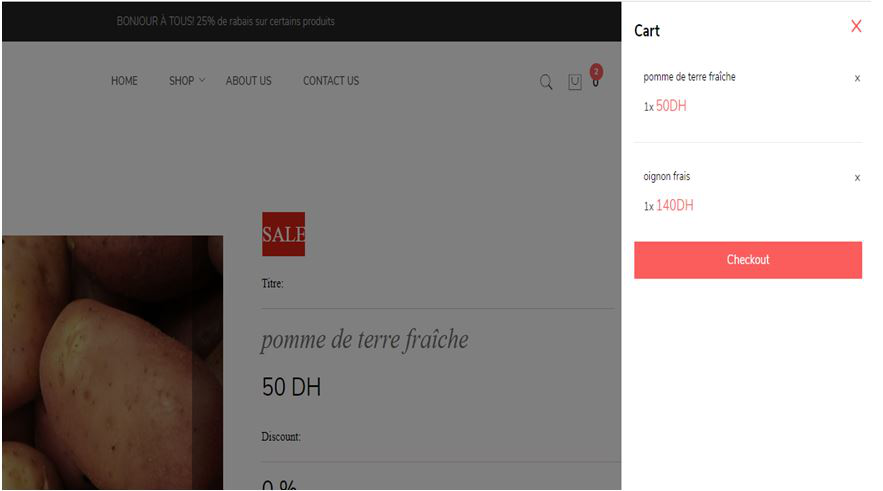 BONJOUR À TOUS! 25% de rabais sur certains produits
HOME SHOP ABOUT US CONTACT US
2
0
SALE
Titre:
pomme de terre fraîche
50 DH
Discount:
0 %
Cart X
pomme de terre fraîche x
1x 50DH
oignon frais x
1x 140DH
Checkout